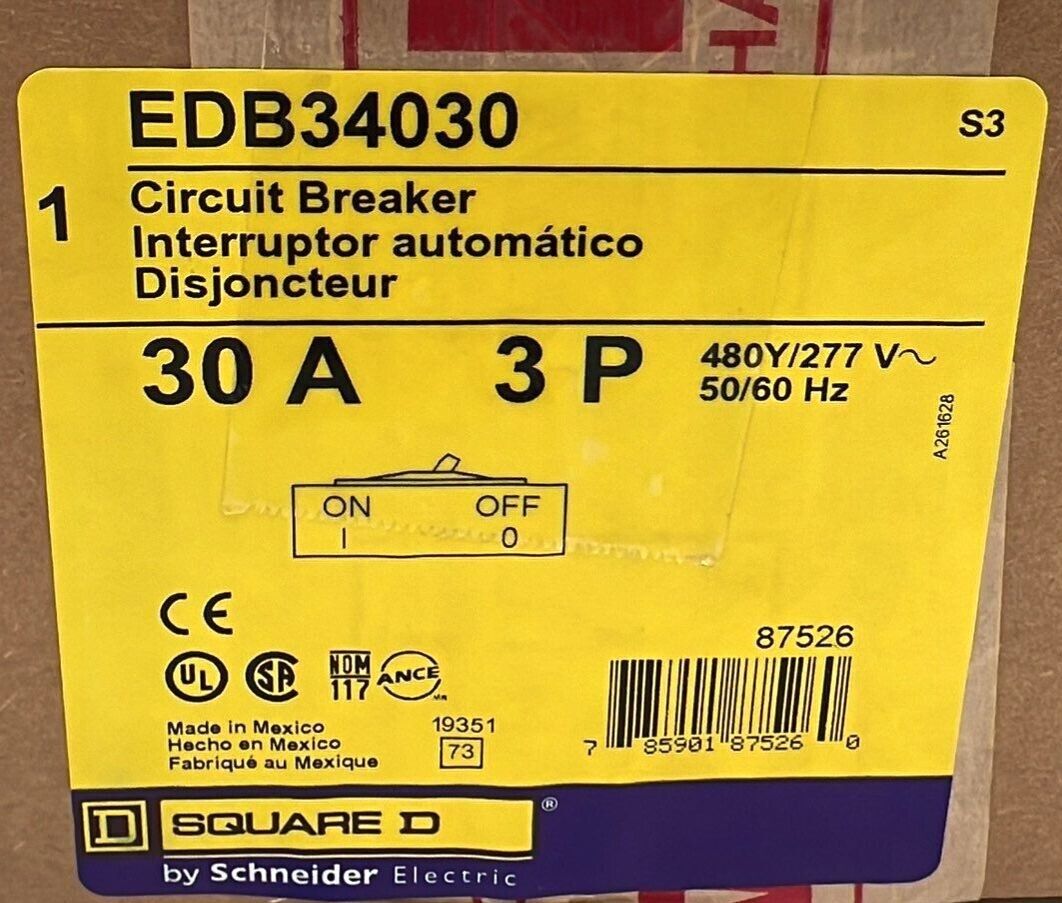 EDB34030
S3
1
Circuit Breaker
Interruptor automático
Disjoncteur
30 A 3 P 480Y/277 V~
50/60 Hz
A261628
ON OFF
I 0
CE
UL SA NOM 117 ANCE
87526
7 85901 87526 0
Made in Mexico
Hecho en Mexico
Fabriqué au Mexique
19351
73
D SQUARE D ®
by Schneider Electric